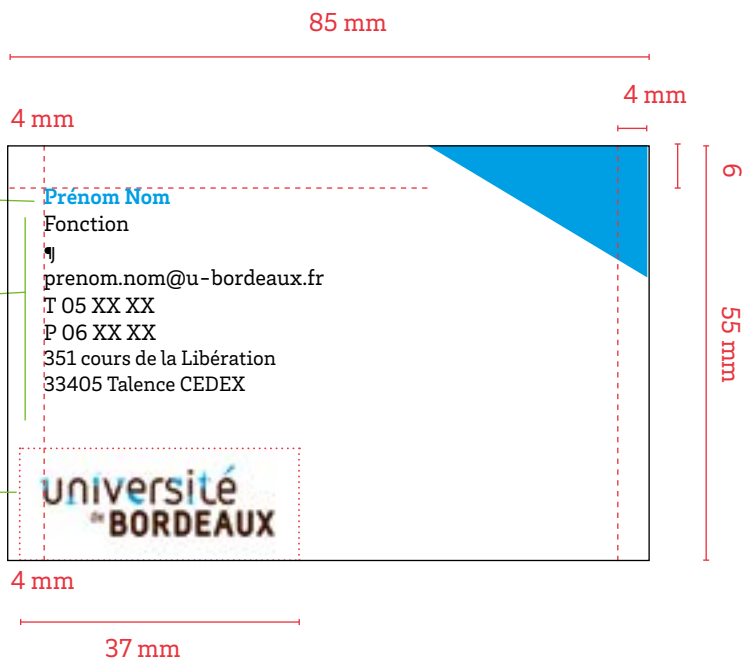 85 mm
4 mm
4 mm
6
Prénom Nom
Fonction
¶
prenom.nom@u-bordeaux.fr
T 05 XX XX
P 06 XX XX
351 cours de la Libération
33405 Talence CEDEX
55 mm
université
de BORDEAUX
4 mm
37 mm